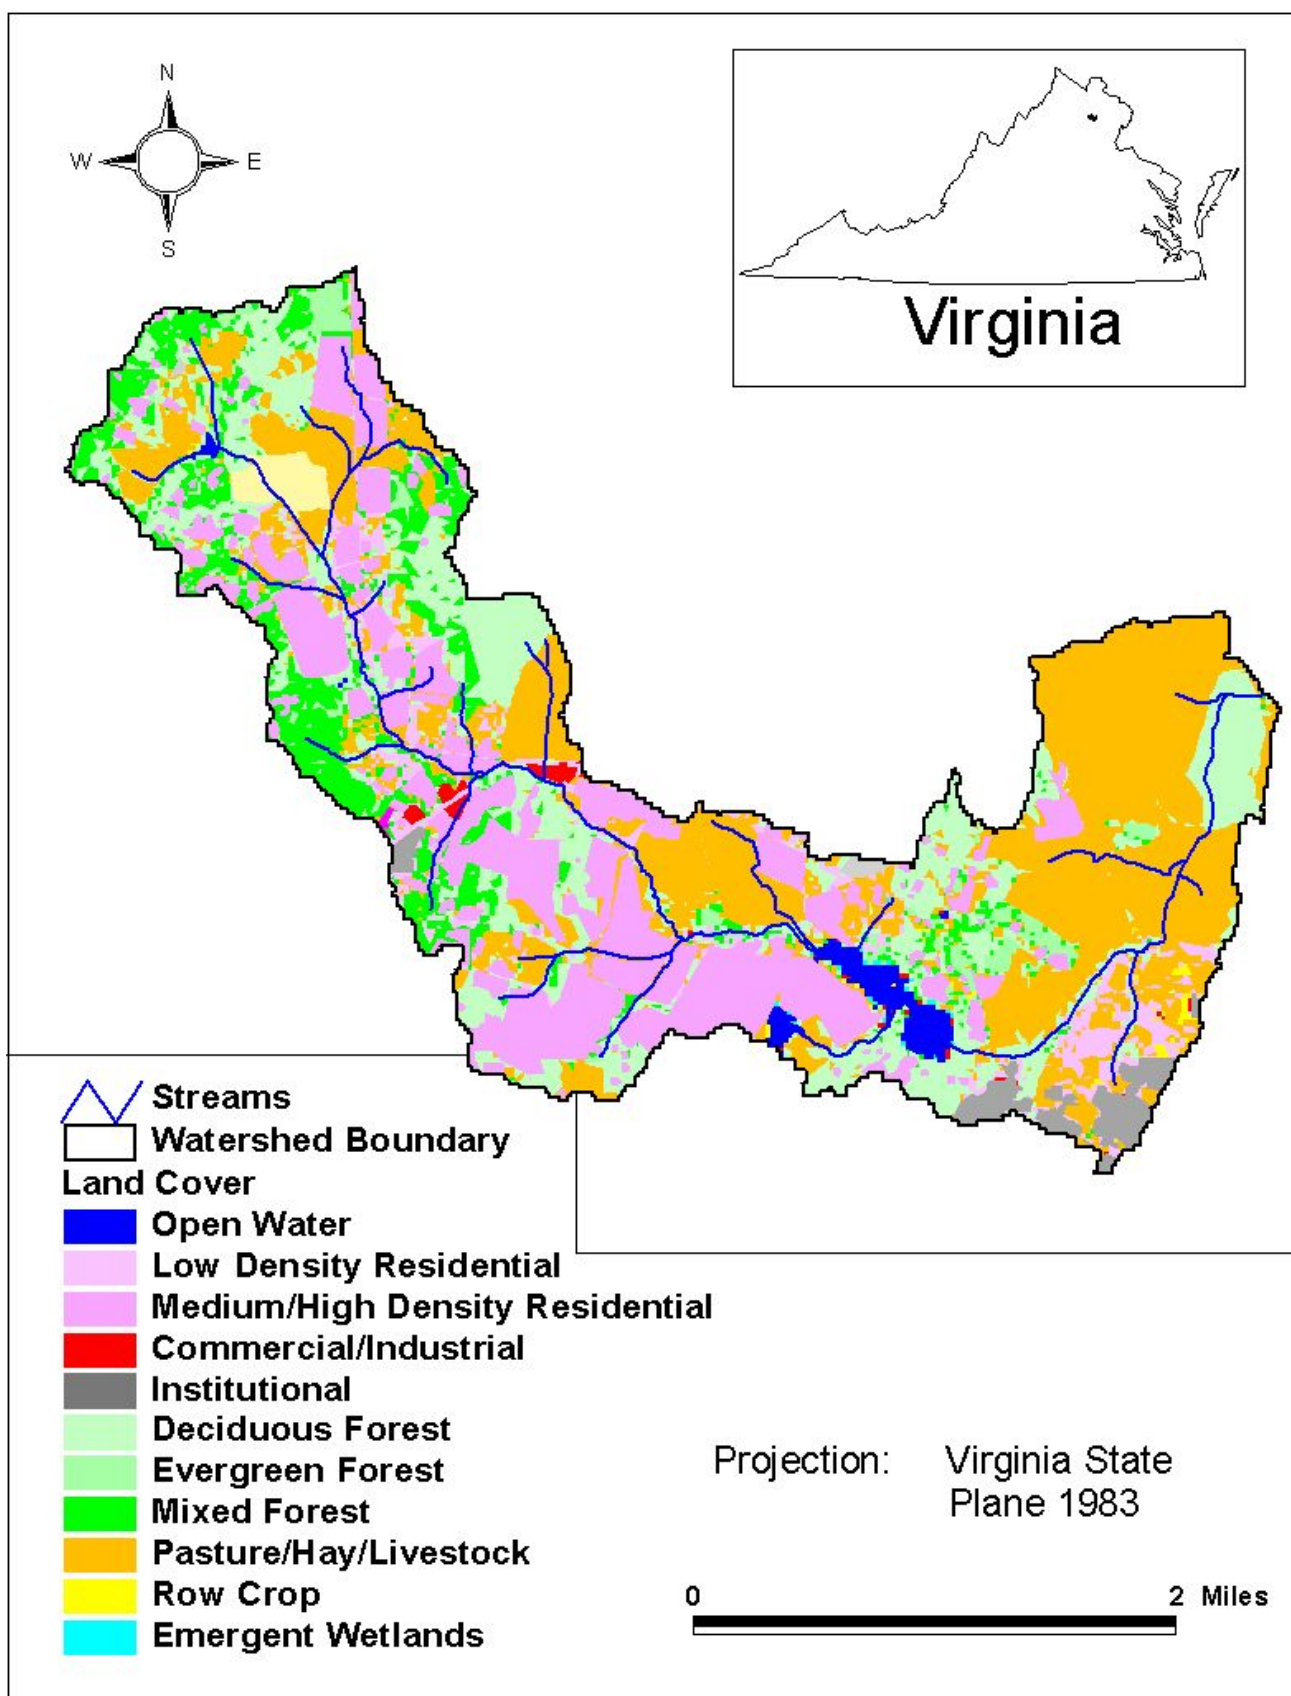 N
W E
S
Virginia
Streams
Watershed Boundary
Land Cover
Open Water
Low Density Residential
Medium/High Density Residential
Commercial/Industrial
Institutional
Deciduous Forest
Evergreen Forest
Mixed Forest
Pasture/Hay/Livestock
Row Crop
Emergent Wetlands
Projection: Virginia State
Plane 1983
0 2 Miles